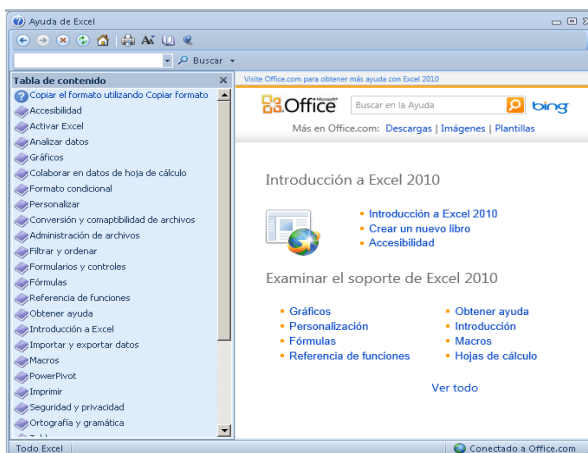 Ayuda de Excel
Buscar
Tabla de contenido
Copiar el formato utilizando Copiar formato
Accesibilidad
Activar Excel
Analizar datos
Gráficos
Colaborar en datos de hoja de cálculo
Formato condicional
Personalizar
Conversión y comaptibilidad de archivos
Administración de archivos
Filtrar y ordenar
Formularios y controles
Fórmulas
Referencia de funciones
Obtener ayuda
Introducción a Excel
Importar y exportar datos
Macros
PowerPivot
Imprimir
Seguridad y privacidad
Ortografía y gramática
Visite Office.com para obtener más ayuda con Excel 2010
Office Buscar en la Ayuda bing
Más en Office.com: Descargas | Imágenes | Plantillas
Introducción a Excel 2010
Introducción a Excel 2010
Crear un nuevo libro
Accesibilidad
Examinar el soporte de Excel 2010
Gráficos
Personalización
Fórmulas
Referencia de funciones
Obtener ayuda
Introducción
Macros
Hojas de cálculo
Ver todo
Todo Excel
Conectado a Office.com